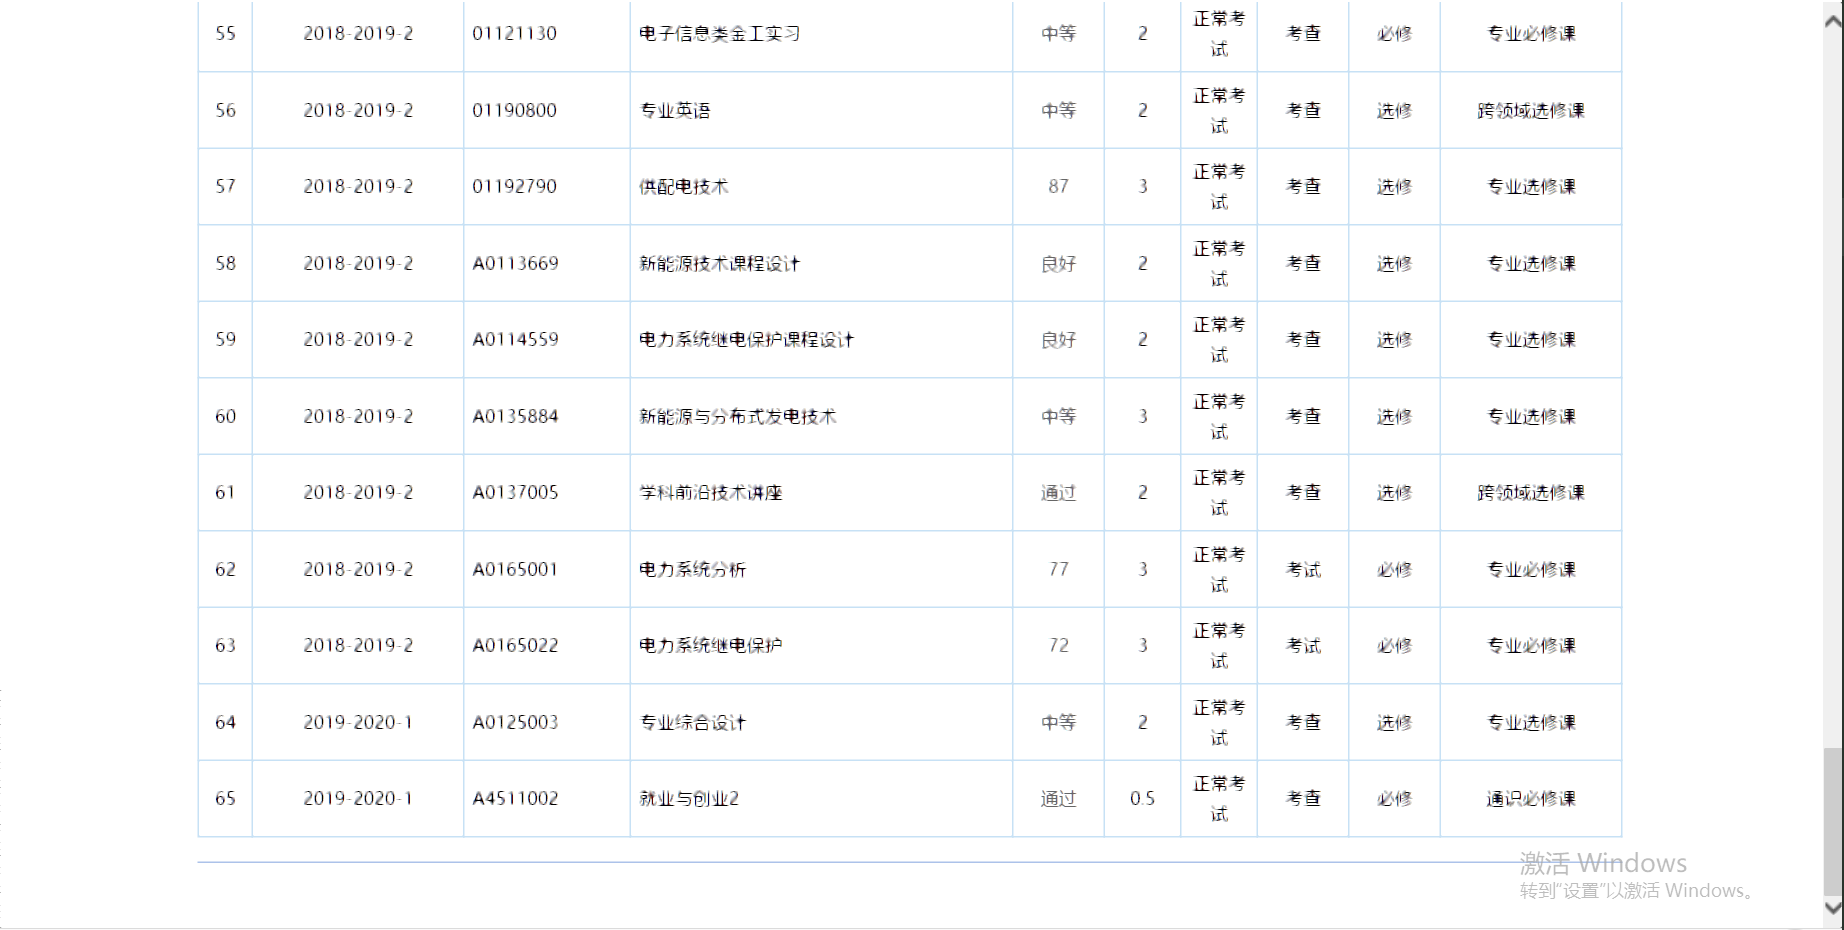 55 2018-2019-2 01121130 电子信息类金工实习 中等 2 正常考试 考查 必修 专业必修课
56 2018-2019-2 01190800 专业英语 中等 2 正常考试 考查 选修 跨领域选修课
57 2018-2019-2 01192790 供配电技术 87 3 正常考试 考查 选修 专业选修课
58 2018-2019-2 A0113669 新能源技术课程设计 良好 2 正常考试 考查 选修 专业选修课
59 2018-2019-2 A0114559 电力系统继电保护课程设计 良好 2 正常考试 考查 选修 专业选修课
60 2018-2019-2 A0135884 新能源与分布式发电技术 中等 3 正常考试 考查 选修 专业选修课
61 2018-2019-2 A0137005 学科前沿技术讲座 通过 2 正常考试 考查 选修 跨领域选修课
62 2018-2019-2 A0165001 电力系统分析 77 3 正常考试 考试 必修 专业必修课
63 2018-2019-2 A0165022 电力系统继电保护 72 3 正常考试 考试 必修 专业必修课
64 2019-2020-1 A0125003 专业综合设计 中等 2 正常考试 考查 选修 专业选修课
65 2019-2020-1 A4511002 就业与创业2 通过 0.5 正常考试 考查 必修 通识必修课
激活 Windows
转到“设置”以激活 Windows。